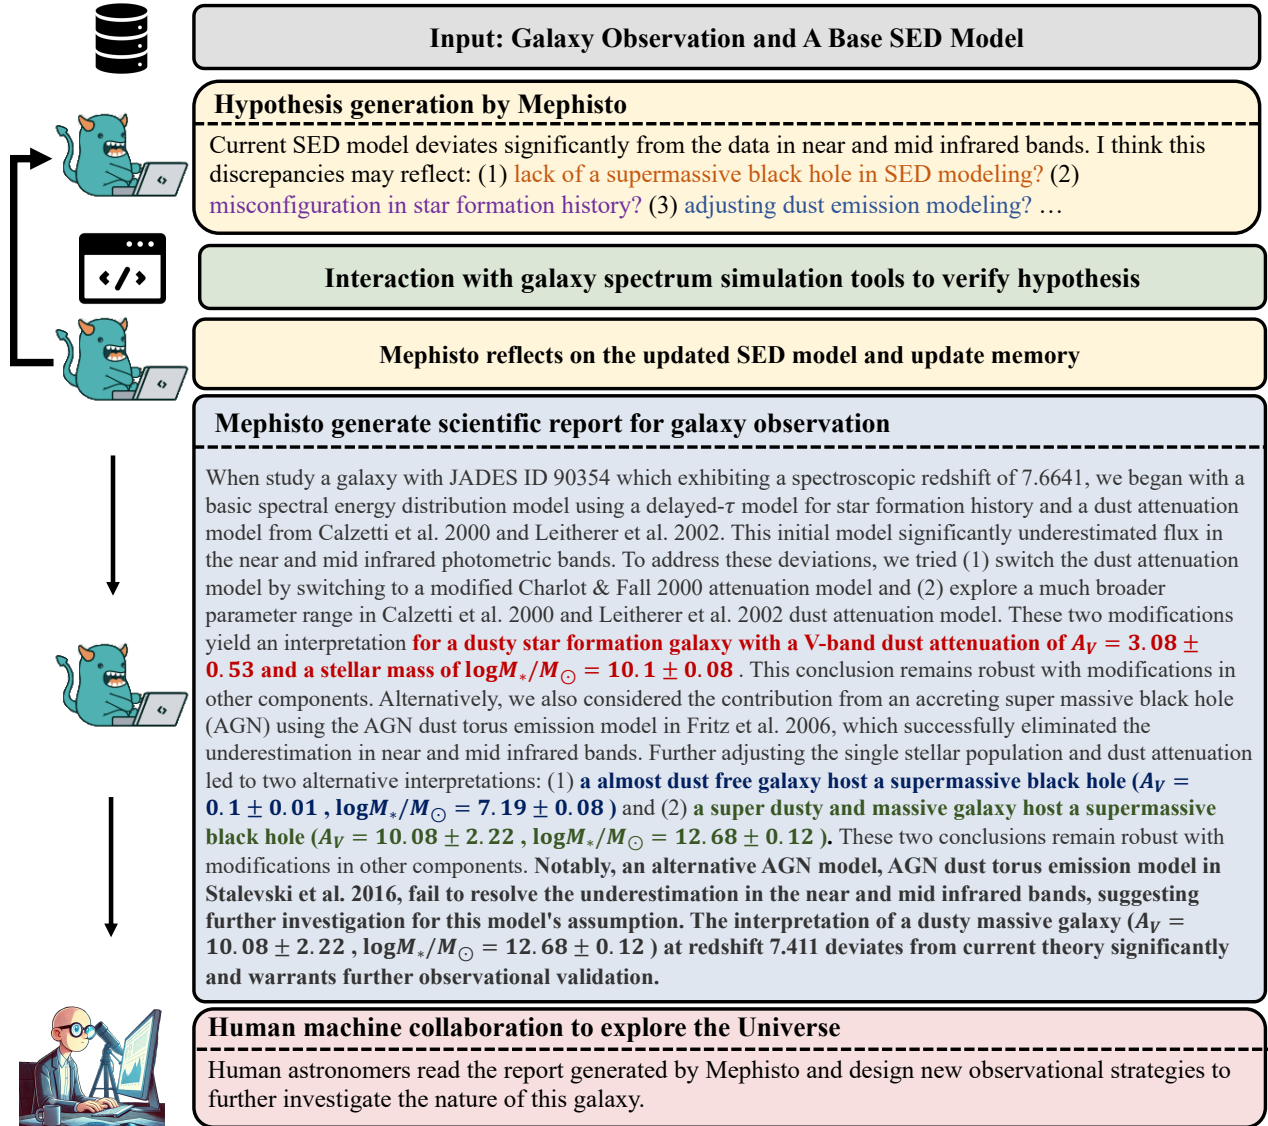 Input: Galaxy Observation and A Base SED Model
Hypothesis generation by Mephisto
Current SED model deviates significantly from the data in near and mid infrared bands. I think this
discrepancies may reflect: (1) lack of a supermassive black hole in SED modeling? (2)
misconfiguration in star formation history? (3) adjusting dust emission modeling? …
Interaction with galaxy spectrum simulation tools to verify hypothesis
Mephisto reflects on the updated SED model and update memory
Mephisto generate scientific report for galaxy observation
When study a galaxy with JADES ID 90354 which exhibiting a spectroscopic redshift of 7.6641, we began with a
basic spectral energy distribution model using a delayed-τ model for star formation history and a dust attenuation
model from Calzetti et al. 2000 and Leitherer et al. 2002. This initial model significantly underestimated flux in
the near and mid infrared photometric bands. To address these deviations, we tried (1) switch the dust attenuation
model by switching to a modified Charlot & Fall 2000 attenuation model and (2) explore a much broader
parameter range in Calzetti et al. 2000 and Leitherer et al. 2002 dust attenuation model. These two modifications
yield an interpretation for a dusty star formation galaxy with a V-band dust attenuation of A_V = 3.08 ±
0.53 and a stellar mass of logM_*/M_⊙ = 10.1 ± 0.08 . This conclusion remains robust with modifications in
other components. Alternatively, we also considered the contribution from an accreting super massive black hole
(AGN) using the AGN dust torus emission model in Fritz et al. 2006, which successfully eliminated the
underestimation in near and mid infrared bands. Further adjusting the single stellar population and dust attenuation
led to two alternative interpretations: (1) a almost dust free galaxy host a supermassive black hole (A_V =
0.1 ± 0.01 , logM_*/M_⊙ = 7.19 ± 0.08 ) and (2) a super dusty and massive galaxy host a supermassive
black hole (A_V = 10.08 ± 2.22 , logM_*/M_⊙ = 12.68 ± 0.12 ). These two conclusions remain robust with
modifications in other components. Notably, an alternative AGN model, AGN dust torus emission model in
Stalevski et al. 2016, fail to resolve the underestimation in the near and mid infrared bands, suggesting
further investigation for this model's assumption. The interpretation of a dusty massive galaxy (A_V =
10.08 ± 2.22 , logM_*/M_⊙ = 12.68 ± 0.12 ) at redshift 7.411 deviates from current theory significantly
and warrants further observational validation.
Human machine collaboration to explore the Universe
Human astronomers read the report generated by Mephisto and design new observational strategies to
further investigate the nature of this galaxy.